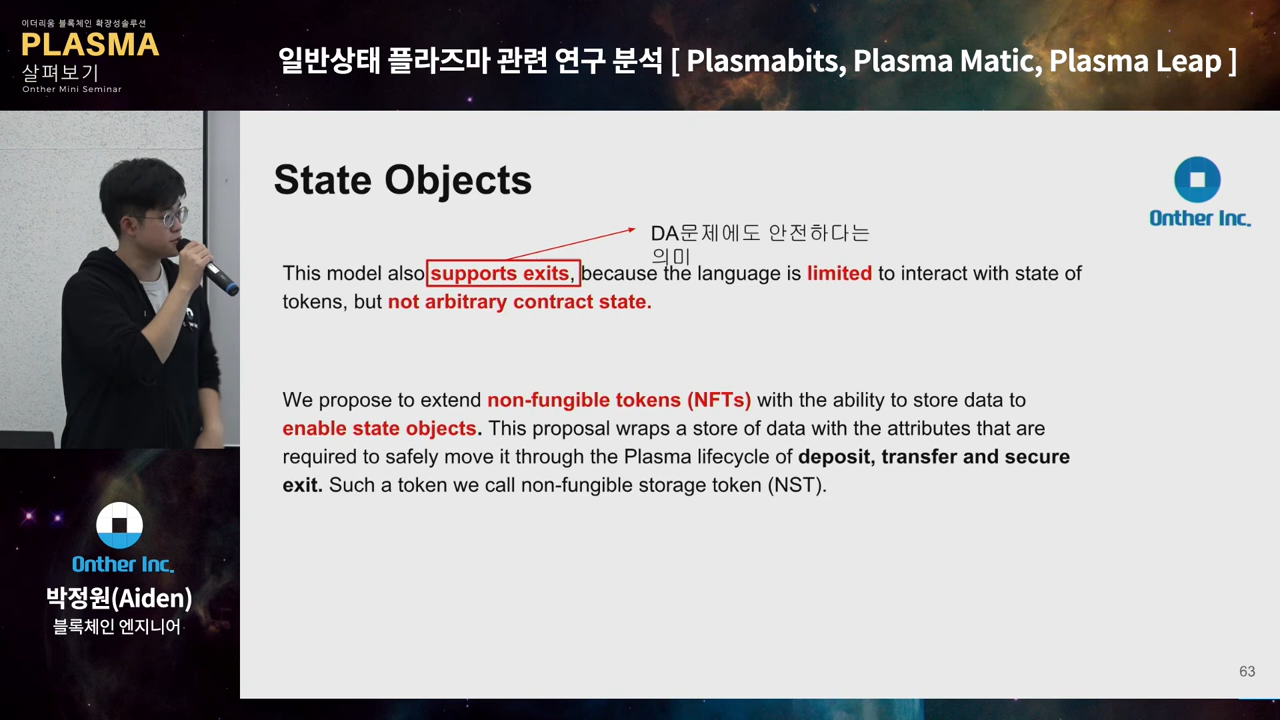 이더리움 블록체인 확장성솔루션
PLASMA
살펴보기
Onther Mini Seminar
일반상태 플라즈마 관련 연구 분석 [ Plasmabits, Plasma Matic, Plasma Leap ]
State Objects
Onther Inc.
DA문제에도 안전하다는
의미
This model also supports exits, because the language is limited to interact with state of
tokens, but not arbitrary contract state.
We propose to extend non-fungible tokens (NFTs) with the ability to store data to
enable state objects. This proposal wraps a store of data with the attributes that are
required to safely move it through the Plasma lifecycle of deposit, transfer and secure
exit. Such a token we call non-fungible storage token (NST).
Onther Inc.
박정원(Aiden)
블록체인 엔지니어
63